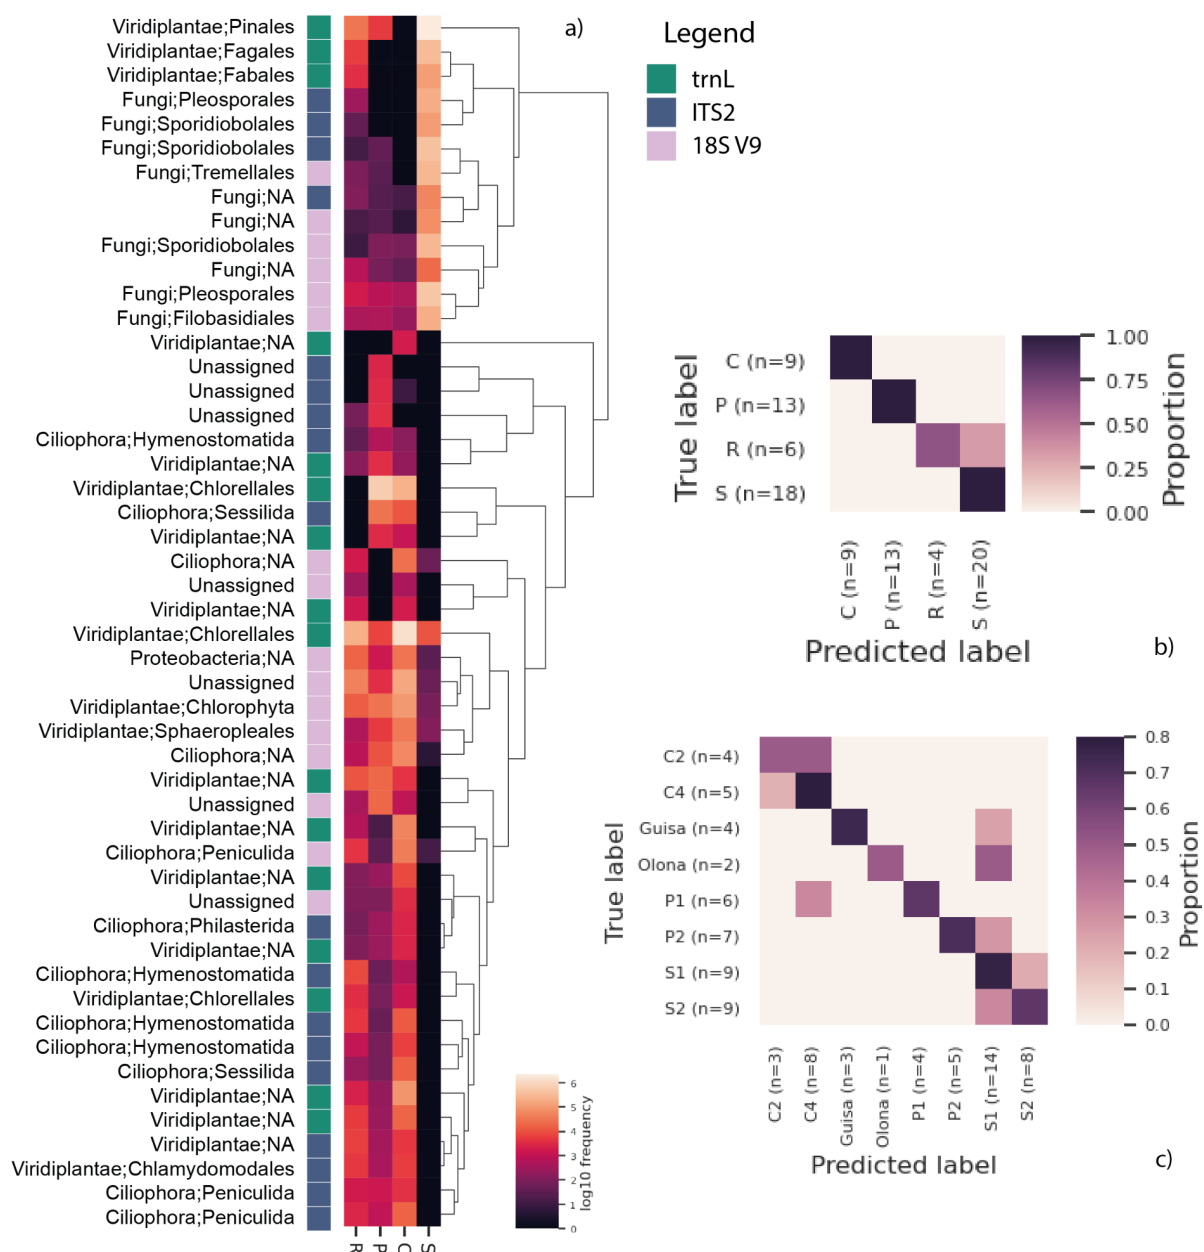 Viridiplantae;Pinales
Viridiplantae;Fagales
Viridiplantae;Fabales
Fungi;Pleosporales
Fungi;Sporidiobolales
Fungi;Sporidiobolales
Fungi;Tremellales
Fungi;NA
Fungi;NA
Fungi;Sporidiobolales
Fungi;NA
Fungi;Pleosporales
Fungi;Filobasidiales
Viridiplantae;NA
Unassigned
Unassigned
Unassigned
Ciliophora;Hymenostomatida
Viridiplantae;NA
Viridiplantae;Chlorellales
Ciliophora;Sessilida
Viridiplantae;NA
Ciliophora;NA
Unassigned
Viridiplantae;NA
Viridiplantae;Chlorellales
Proteobacteria;NA
Unassigned
Viridiplantae;Chlorophyta
Viridiplantae;Sphaeropleales
Ciliophora;NA
Viridiplantae;NA
Unassigned
Viridiplantae;NA
Ciliophora;Peniculida
Viridiplantae;NA
Unassigned
Ciliophora;Philasterida
Viridiplantae;NA
Ciliophora;Hymenostomatida
Viridiplantae;Chlorellales
Ciliophora;Hymenostomatida
Ciliophora;Hymenostomatida
Ciliophora;Sessilida
Viridiplantae;NA
Viridiplantae;NA
Viridiplantae;NA
Viridiplantae;Chlamydomodales
Ciliophora;Peniculida
Ciliophora;Peniculida
R P C S
6
5
4
3
2
1
0
log10 frequency
a)
Legend
trnL
ITS2
18S V9
True label
C (n=9)
P (n=13)
R (n=6)
S (n=18)
C (n=9)
P (n=13)
R (n=4)
S (n=20)
Predicted label
1.00
0.75
0.50
0.25
0.00
Proportion
b)
True label
C2 (n=4)
C4 (n=5)
Guisa (n=4)
Olona (n=2)
P1 (n=6)
P2 (n=7)
S1 (n=9)
S2 (n=9)
C2 (n=3)
C4 (n=8)
Guisa (n=3)
Olona (n=1)
P1 (n=4)
P2 (n=5)
S1 (n=14)
S2 (n=8)
Predicted label
0.8
0.7
0.6
0.5
0.4
0.3
0.2
0.1
0.0
Proportion
c)